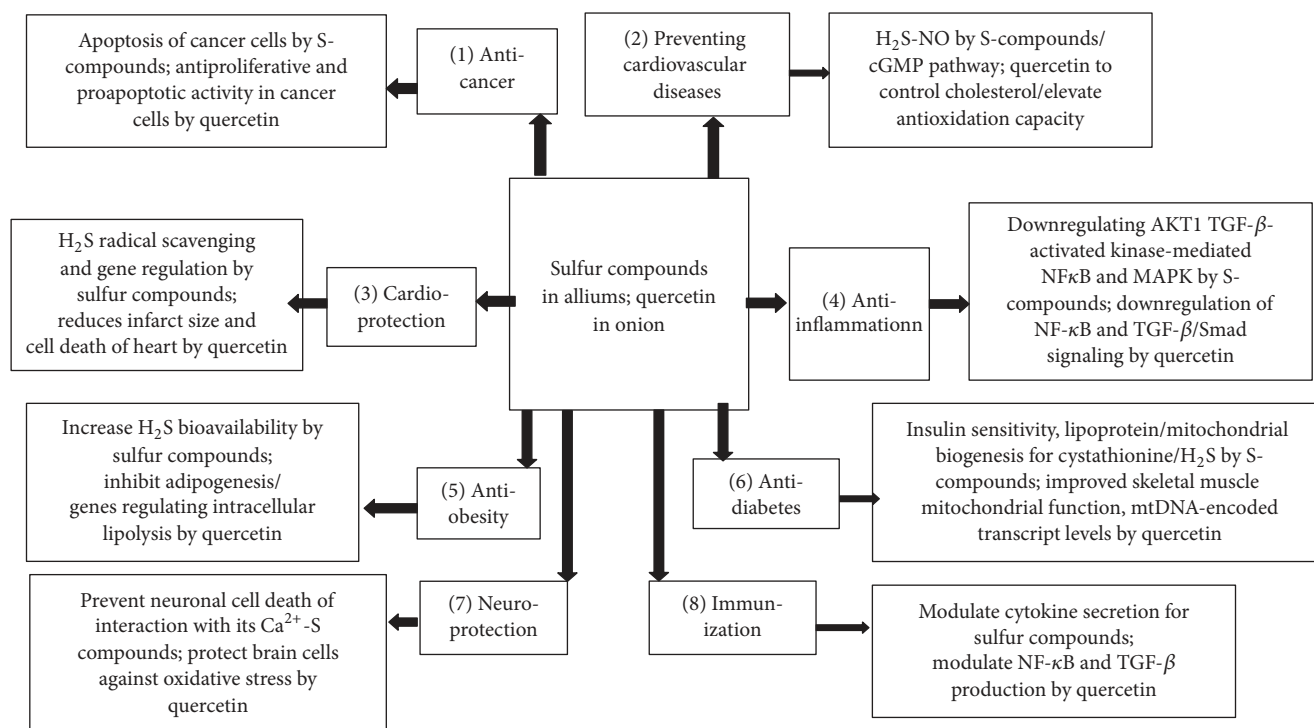 Apoptosis of cancer cells by S-
compounds; antiproliferative and
proapoptotic activity in cancer
cells by quercetin
(1) Anti-
cancer
(2) Preventing
cardiovascular
diseases
H₂S-NO by S-compounds/
cGMP pathway; quercetin to
control cholesterol/elevate
antioxidation capacity
H₂S radical scavenging
and gene regulation by
sulfur compounds;
reduces infarct size and
cell death of heart by quercetin
(3) Cardio-
protection
Sulfur compounds
in alliums; quercetin
in onion
(4) Anti-
inflammationn
Downregulating AKT1 TGF-β-
activated kinase-mediated
NFκB and MAPK by S-
compounds; downregulation of
NF-κB and TGF-β/Smad
signaling by quercetin
Increase H₂S bioavailability by
sulfur compounds;
inhibit adipogenesis/
genes regulating intracellular
lipolysis by quercetin
(5) Anti-
obesity
(6) Anti-
diabetes
Insulin sensitivity, lipoprotein/mitochondrial
biogenesis for cystathionine/H₂S by S-
compounds; improved skeletal muscle
mitochondrial function, mtDNA-encoded
transcript levels by quercetin
Prevent neuronal cell death of
interaction with its Ca²⁺-S
compounds; protect brain cells
against oxidative stress by
quercetin
(7) Neuro-
protection
(8) Immun-
ization
Modulate cytokine secretion for
sulfur compounds;
modulate NF-κB and TGF-β
production by quercetin